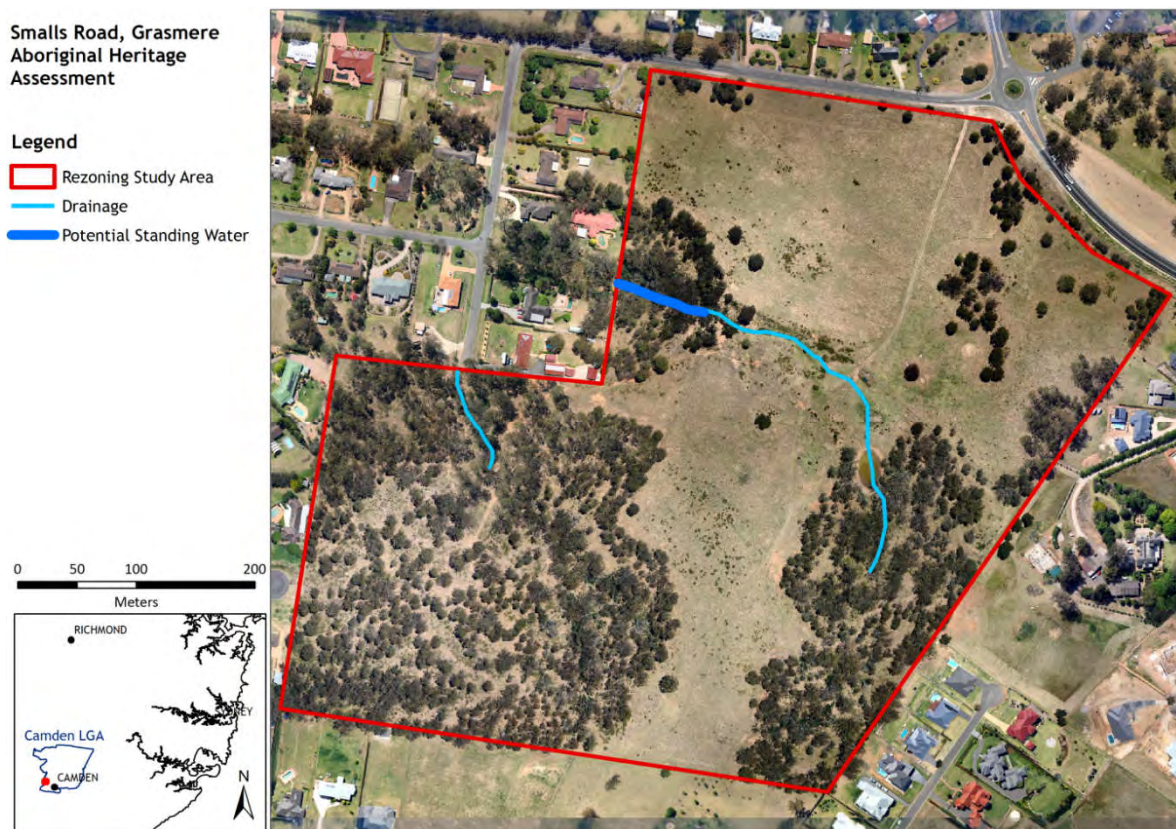 Smalls Road, Grasmere
Aboriginal Heritage
Assessment
Legend
Rezoning Study Area
Drainage
Potential Standing Water
0 50 100 200
Meters
RICHMOND
SYDNEY
Camden LGA
CAMDEN
N